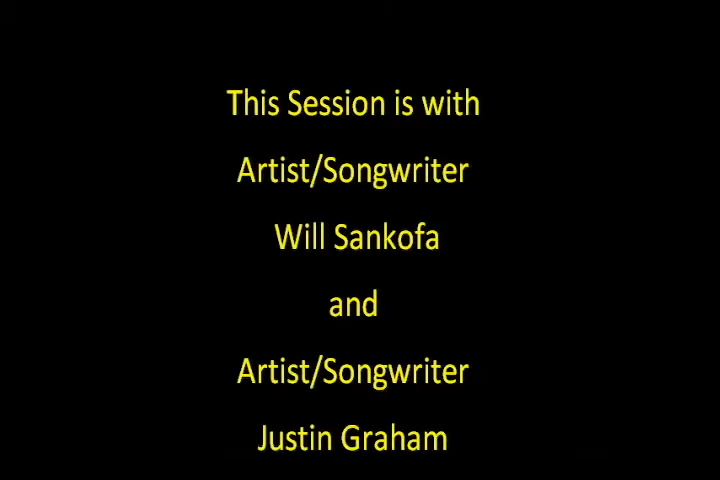 This Session is with
Artist/Songwriter
Will Sankofa
and
Artist/Songwriter
Justin Graham